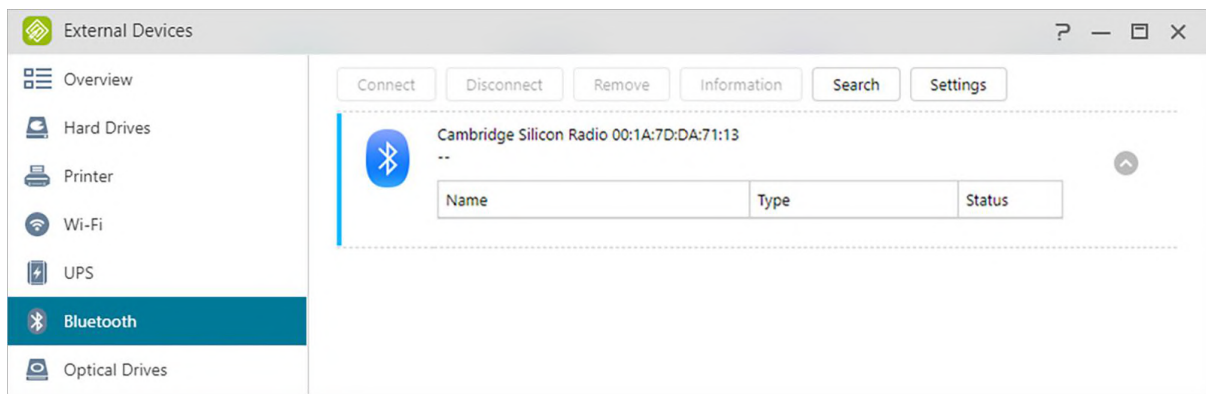 External Devices
Overview
Hard Drives
Printer
Wi-Fi
UPS
Bluetooth
Optical Drives
Connect Disconnect Remove Information Search Settings
Cambridge Silicon Radio 00:1A:7D:DA:71:13
--
Name Type Status